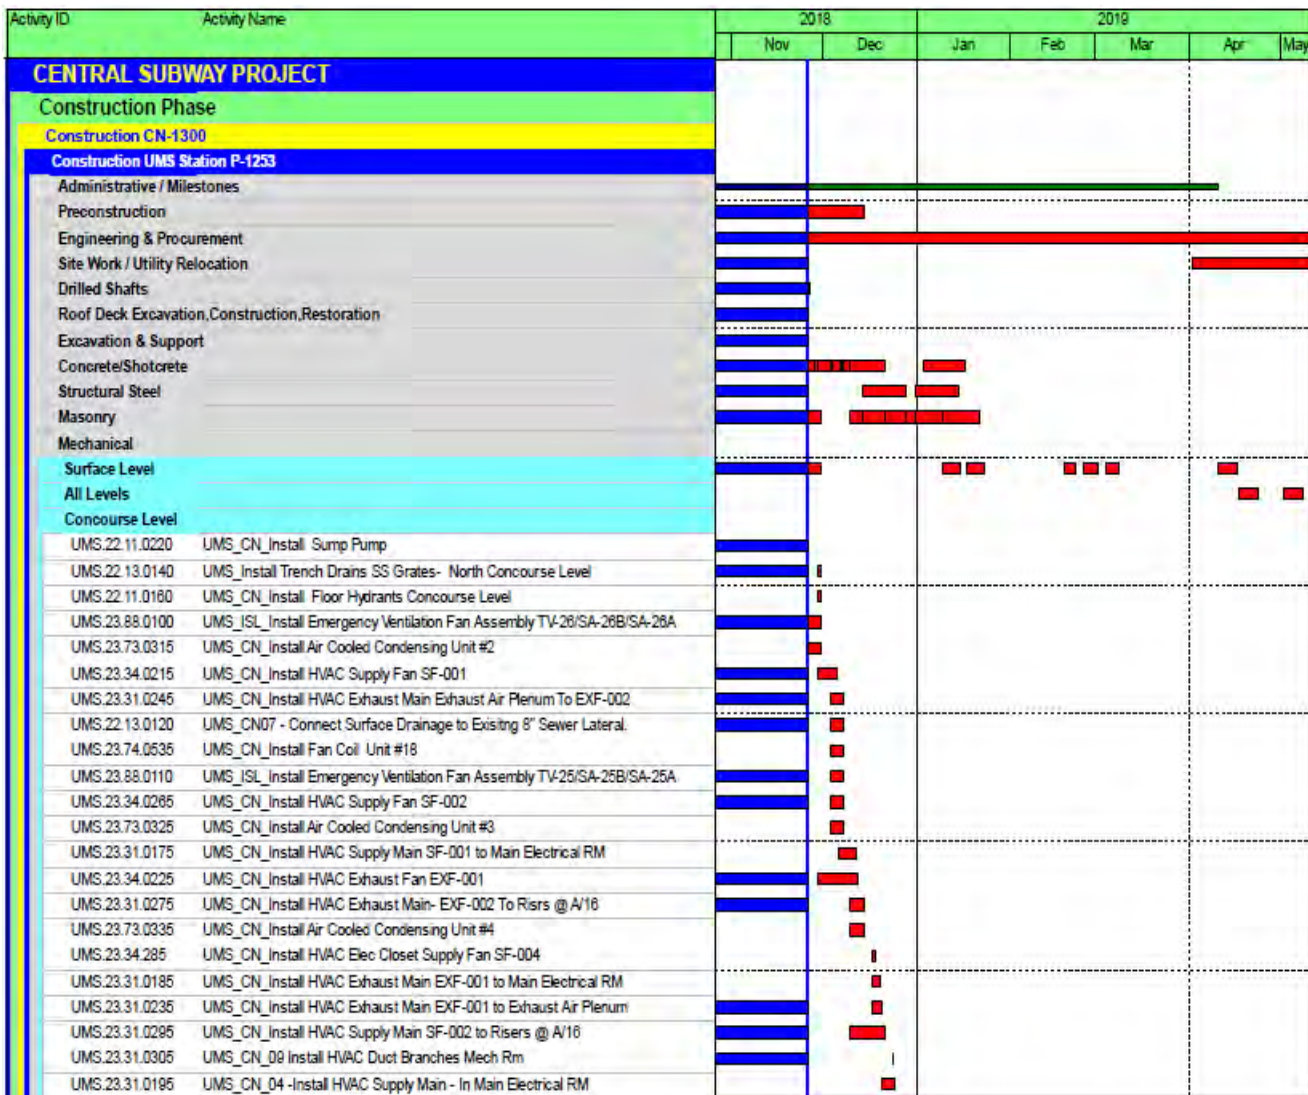 Activity ID Activity Name 2018 2019
Nov Dec Jan Feb Mar Apr May
CENTRAL SUBWAY PROJECT
Construction Phase
Construction CN-1300
Construction UMS Station P-1253
Administrative / Milestones
Preconstruction
Engineering & Procurement
Site Work / Utility Relocation
Drilled Shafts
Roof Deck Excavation,Construction,Restoration
Excavation & Support
Concrete/Shotcrete
Structural Steel
Masonry
Mechanical
Surface Level
All Levels
Concourse Level
UMS.22.11.0220 UMS_CN_Install Sump Pump
UMS.22.13.0140 UMS_Install Trench Drains SS Grates- North Concourse Level
UMS.22.11.0160 UMS_CN_Install Floor Hydrants Concourse Level
UMS.23.88.0100 UMS_ISL_Install Emergency Ventilation Fan Assembly TV-26/SA-26B/SA-26A
UMS.23.73.0315 UMS_CN_Install Air Cooled Condensing Unit #2
UMS.23.34.0215 UMS_CN_Install HVAC Supply Fan SF-001
UMS.23.31.0245 UMS_CN_Install HVAC Exhaust Main Exhaust Air Plenum To EXF-002
UMS.22.13.0120 UMS_CN07 - Connect Surface Drainage to Exisitng 8" Sewer Lateral.
UMS.23.74.0535 UMS_CN_Install Fan Coil Unit #18
UMS.23.88.0110 UMS_ISL_Install Emergency Ventilation Fan Assembly TV-25/SA-25B/SA-25A
UMS.23.34.0265 UMS_CN_Install HVAC Supply Fan SF-002
UMS.23.73.0325 UMS_CN_Install Air Cooled Condensing Unit #3
UMS.23.31.0175 UMS_CN_Install HVAC Supply Main SF-001 to Main Electrical RM
UMS.23.34.0225 UMS_CN_Install HVAC Exhaust Fan EXF-001
UMS.23.31.0275 UMS_CN_Install HVAC Exhaust Main- EXF-002 To Risrs @ A/16
UMS.23.73.0335 UMS_CN_Install Air Cooled Condensing Unit #4
UMS.23.34.285 UMS_CN_Install HVAC Elec Closet Supply Fan SF-004
UMS.23.31.0185 UMS_CN_Install HVAC Exhaust Main EXF-001 to Main Electrical RM
UMS.23.31.0235 UMS_CN_Install HVAC Exhaust Main EXF-001 to Exhaust Air Plenum
UMS.23.31.0295 UMS_CN_Install HVAC Supply Main SF-002 to Risers @ A/16
UMS.23.31.0305 UMS_CN_09 Install HVAC Duct Branches Mech Rm
UMS.23.31.0195 UMS_CN_04 -Install HVAC Supply Main - In Main Electrical RM